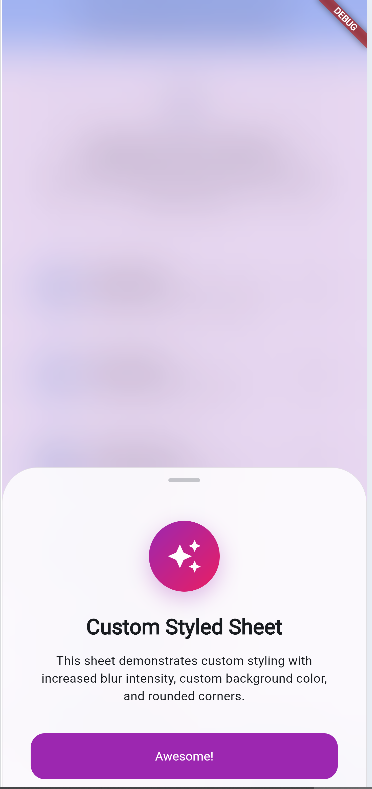 DEBUG
Custom Styled Sheet
This sheet demonstrates custom styling with
increased blur intensity, custom background color,
and rounded corners.
Awesome!